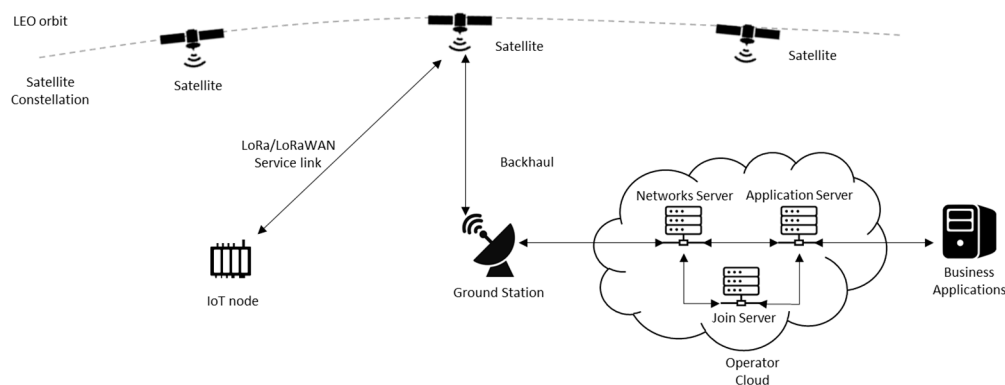 LEO orbit
Satellite
Satellite
Constellation
Satellite
Satellite
Satellite
LoRa/LoRaWAN
Service link
Backhaul
Networks Server
Application Server
IoT node
Ground Station
Join Server
Business
Applications
Operator
Cloud